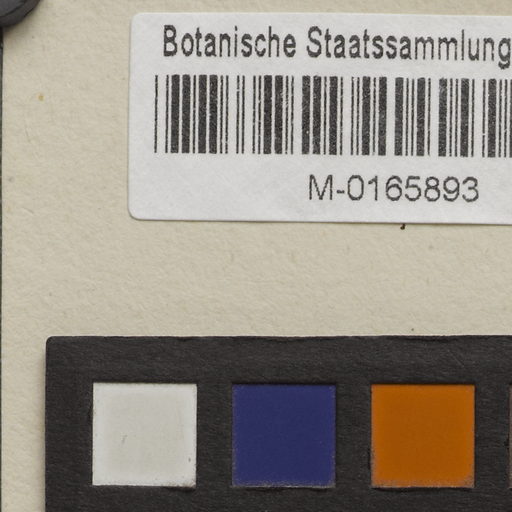 Botanische Staatssammlung
M-0165893